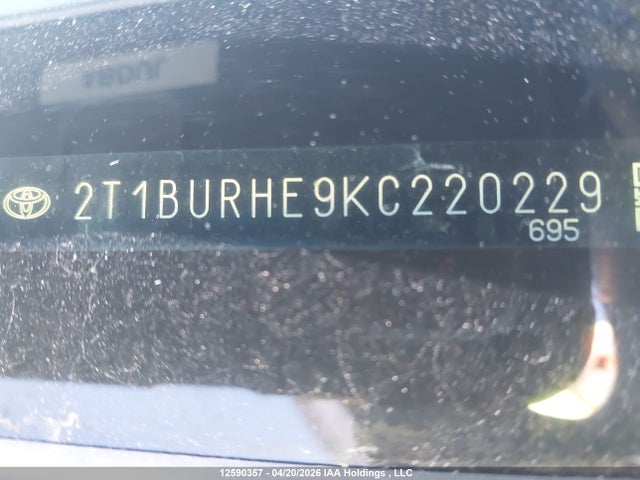 2T1BURHE9KC220229
695
12590357 - 04/20/2026 IAA Holdings , LLC